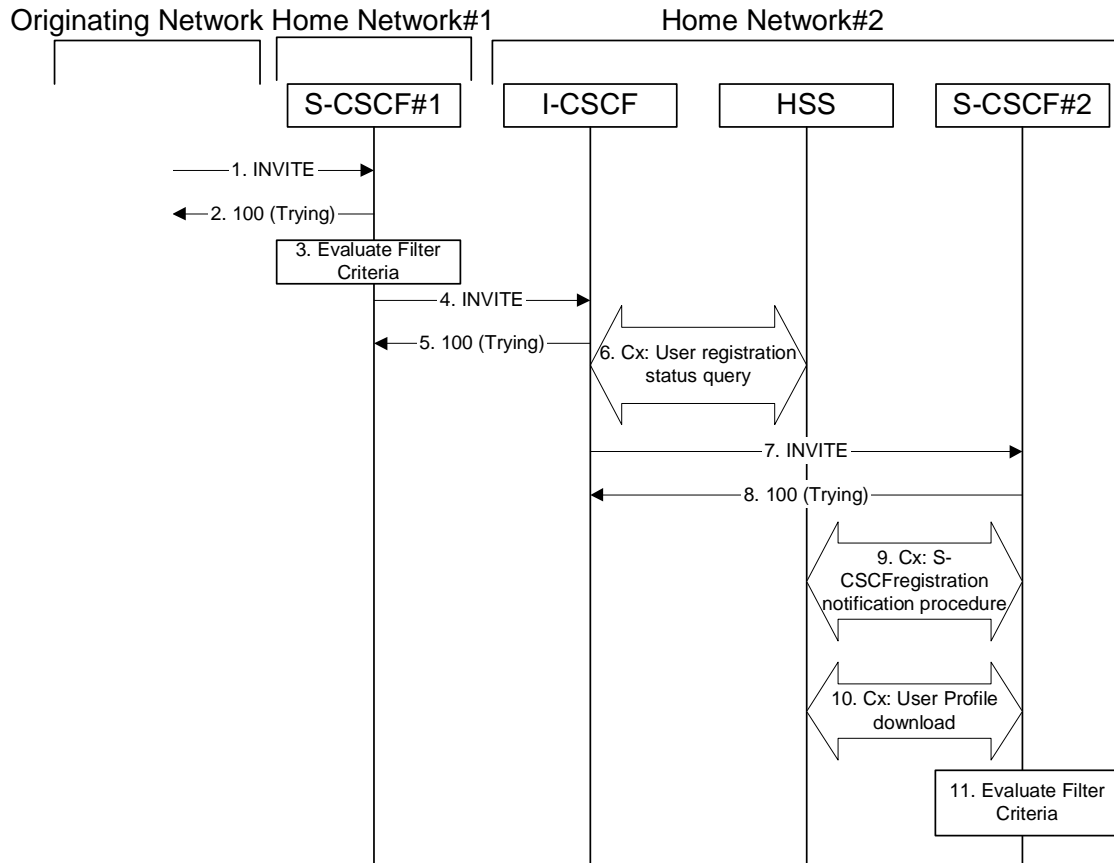 Originating Network Home Network#1
Home Network#2
S-CSCF#1
I-CSCF
HSS
S-CSCF#2
1. INVITE
2. 100 (Trying)
3. Evaluate Filter
Criteria
4. INVITE
5. 100 (Trying)
6. Cx: User registration
status query
7. INVITE
8. 100 (Trying)
9. Cx: S-
CSCFregistration
notification procedure
10. Cx: User Profile
download
11. Evaluate Filter
Criteria